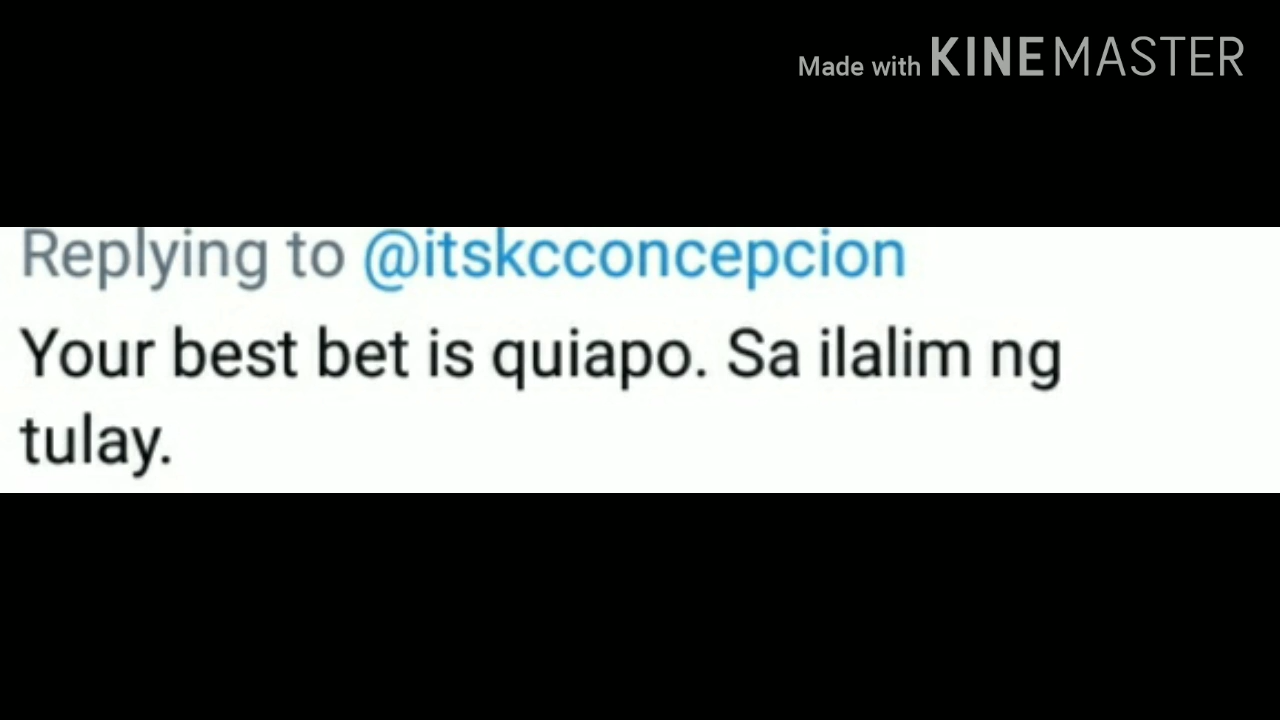 Made with KINEMASTER
Replying to @itskcconcepcion
Your best bet is quiapo. Sa ilalim ng
tulay.